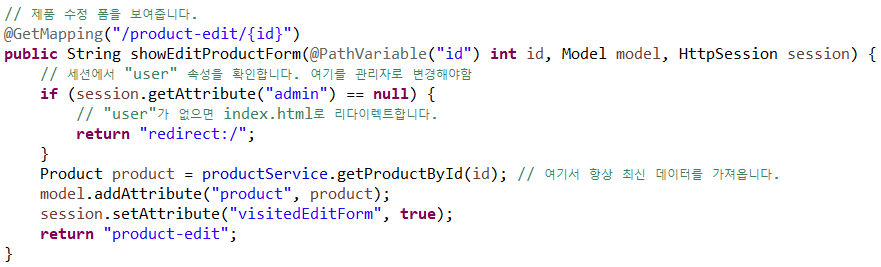 // 제품 수정 폼을 보여줍니다.
@GetMapping("/product-edit/{id}")
public String showEditProductForm(@PathVariable("id") int id, Model model, HttpSession session) {
    // 세션에서 "user" 속성을 확인합니다. 여기를 관리자로 변경해야함
    if (session.getAttribute("admin") == null) {
        // "user"가 없으면 index.html로 리다이렉트합니다.
        return "redirect:/";
    }
    Product product = productService.getProductById(id); // 여기서 항상 최신 데이터를 가져옵니다.
    model.addAttribute("product", product);
    session.setAttribute("visitedEditForm", true);
    return "product-edit";
}